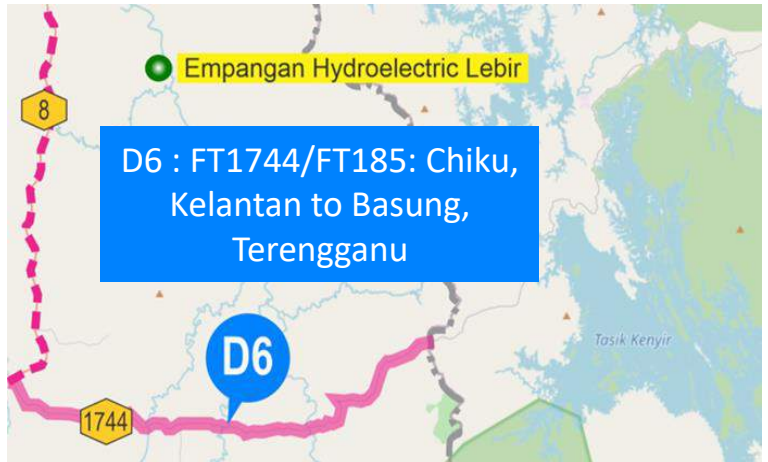 Empangan Hydroelectric Lebir
8
D6 : FT1744/FT185: Chiku,
Kelantan to Basung,
Terengganu
Tasik Kenyir
D6
1744